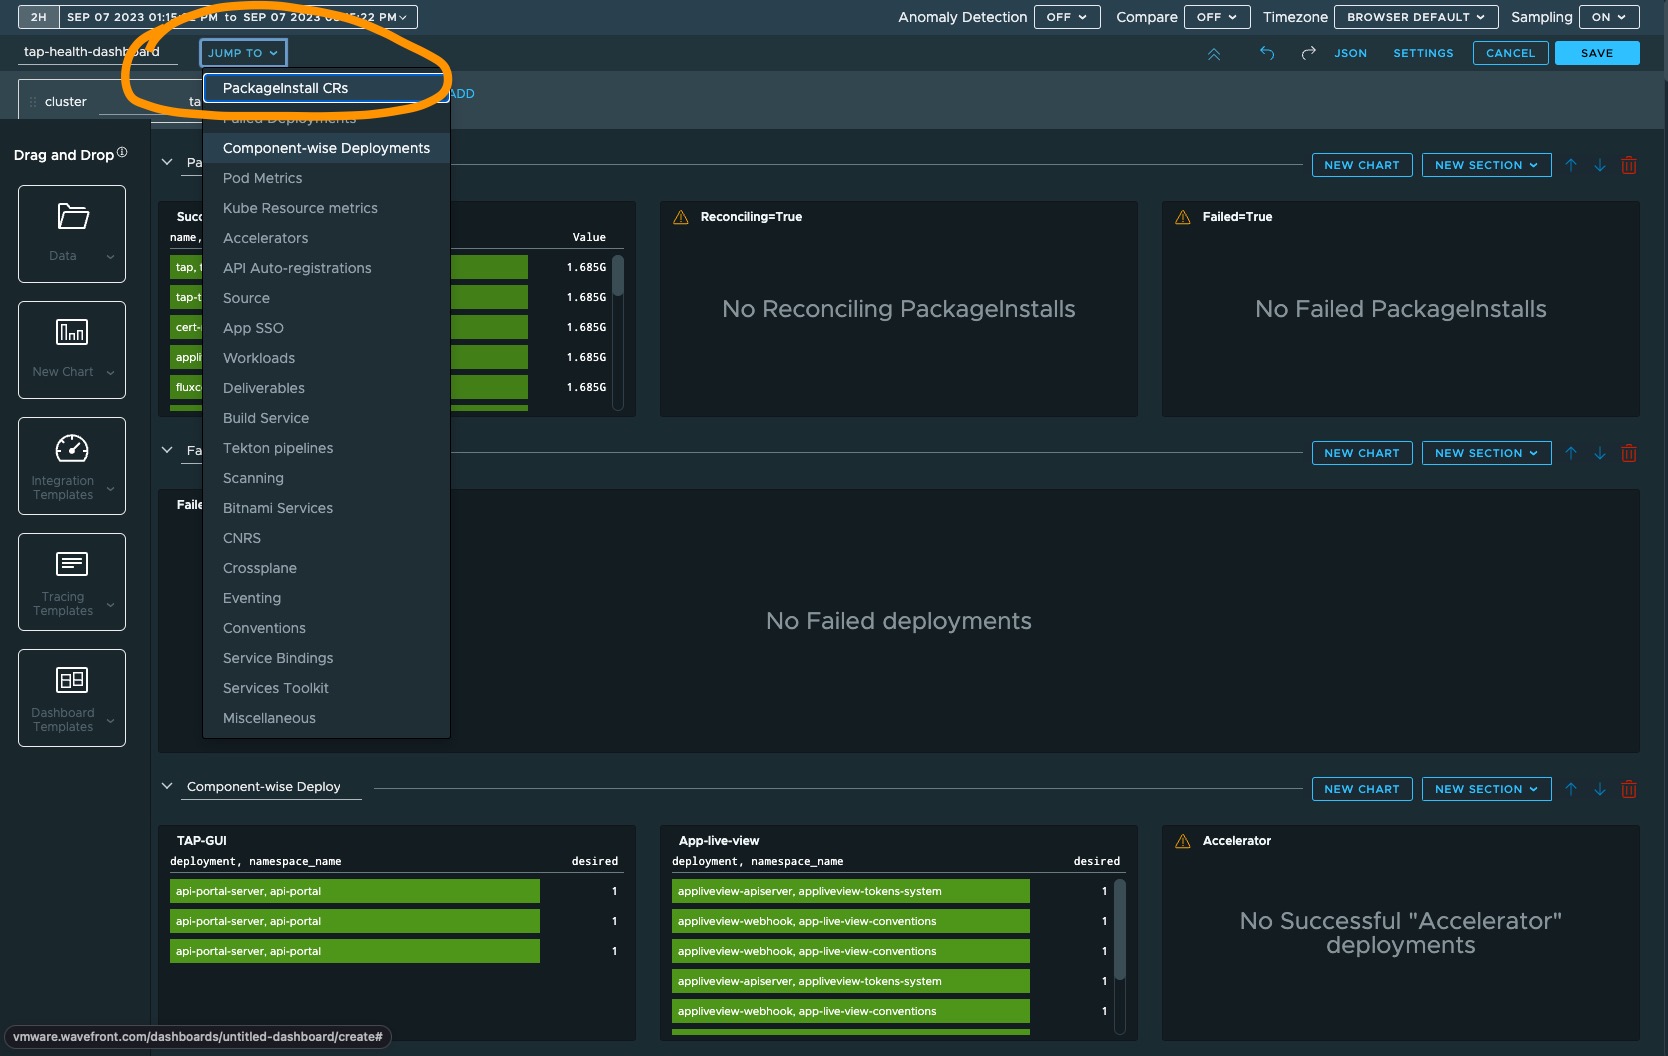 2H SEP 07 2023 01:15:22 PM to SEP 07 2023 PM
Anomaly Detection OFF Compare OFF Timezone BROWSER DEFAULT Sampling ON
tap-health-dashboard JUMP TO JSON SETTINGS CANCEL SAVE
cluster ta ADD
PackageInstall CRs
Failed Deployments
Component-wise Deployments
Pod Metrics
Kube Resource metrics
Accelerators
API Auto-registrations
Source
App SSO
Workloads
Deliverables
Build Service
Tekton pipelines
Scanning
Bitnami Services
CNRS
Crossplane
Eventing
Conventions
Service Bindings
Services Toolkit
Miscellaneous
Drag and Drop
Data
New Chart
Integration
Templates
Tracing
Templates
Dashboard
Templates
Pa NEW CHART NEW SECTION
Succ
name, Value
tap, t 1.685G
tap-t 1.685G
cert- 1.685G
appli 1.685G
fluxc 1.685G
Reconciling=True
No Reconciling PackageInstalls
Failed=True
No Failed PackageInstalls
Fa NEW CHART NEW SECTION
Faile
No Failed deployments
Component-wise Deploy NEW CHART NEW SECTION
TAP-GUI
deployment, namespace_name desired
api-portal-server, api-portal 1
api-portal-server, api-portal 1
api-portal-server, api-portal 1
App-live-view
deployment, namespace_name desired
appliveview-apiserver, appliveview-tokens-system 1
appliveview-webhook, app-live-view-conventions 1
appliveview-webhook, app-live-view-conventions 1
appliveview-apiserver, appliveview-tokens-system 1
appliveview-webhook, app-live-view-conventions 1
Accelerator
No Successful "Accelerator"
deployments
vmware.wavefront.com/dashboards/untitled-dashboard/create#